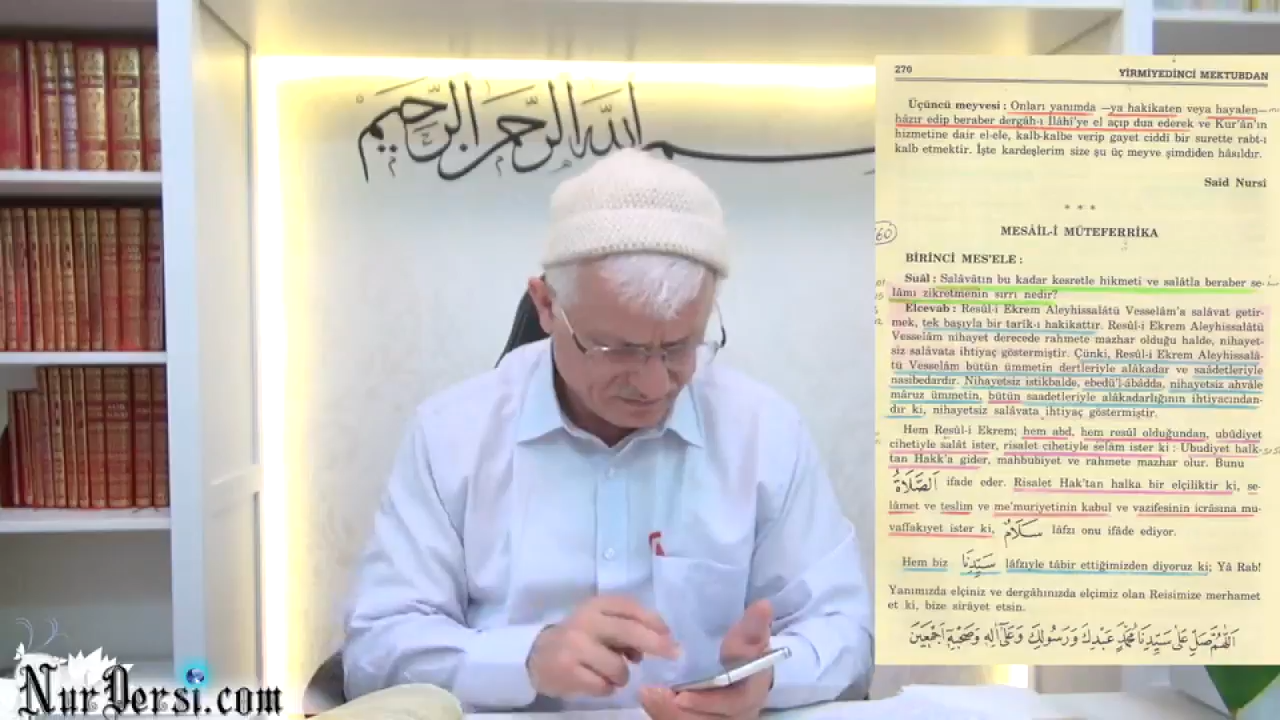 بسم الله الرحمن الرحيم
270 YİRMİYEDİNCİ MEKTUBDAN
Üçüncü meyvesi : Onları yanımda —ya hakikaten veya hayalen—
hâzır edip beraber dergâh-ı İlâhî'ye el açıp dua ederek ve Kur'ân'ın
hizmetine dair el-ele, kalb-kalbe verip gayet ciddî bir surette rabt-ı
kalb etmektir. İşte kardeşlerim size şu üç meyve şimdiden hâsıldır.
Said Nursî
* * *
60
MESÂİL-İ MÜTEFERRİKA
BİRİNCİ MES'ELE :
Suâl : Salâvâtın bu kadar kesretle hikmeti ve salâtla beraber se-
lâmı zikretmenin sırrı nedir?
Elcevab : Resûl-i Ekrem Aleyhissalâtü Vesselâm'a salâvat getir-
mek, tek başıyla bir tarîk-ı hakikattır. Resûl-i Ekrem Aleyhissalâtü
Vesselâm nihayet derecede rahmete mazhar olduğu halde, nihayet-
siz salâvata ihtiyaç göstermiştir. Çünki, Resûl-i Ekrem Aleyhissalâ-
tü Vesselâm bütün ümmetin dertleriyle alâkadar ve saâdetleriyle
nasibedardır. Nihayetsiz istikbalde, ebedü'l-âbâdda, nihayetsiz ahvâle
mâruz ümmetin, bütün saadetleriyle alâkadarlığının ihtiyacından-
dır ki, nihayetsiz salâvata ihtiyaç göstermiştir.
Hem Resûl-i Ekrem; hem abd, hem resûl olduğundan, ubûdiyet
cihetiyle salât ister, risalet cihetiyle selâm ister ki : Ubudiyet halk-
tan Hakk'a gider, mahbubiyet ve rahmete mazhar olur. Bunu
اَلصَّلَاةُ ifade eder. Risalet Hak'tan halka bir elçiliktir ki, se-
lâmet ve teslim ve me'muriyetinin kabul ve vazifesinin icrâsına mu-
vaffakıyet ister ki, سَلَامٌ lâfzı onu ifâde ediyor.
Hem biz سَيِّدِنَا lâfzıyle tâbir ettiğimizden diyoruz ki; Yâ Rab!
Yanımızda elçiniz ve dergâhınızda elçimiz olan Reisimize merhamet
et ki, bize sirâyet etsin.
اَللّٰهُمَّ صَلِّ عَلٰى سَيِّدِنَا مُحَمَّدٍ عَبْدِكَ وَرَسُولِكَ وَعَلٰى اٰلِهِ وَصَحْبِهِ اَجْمَعِينَ
NurDersi.com